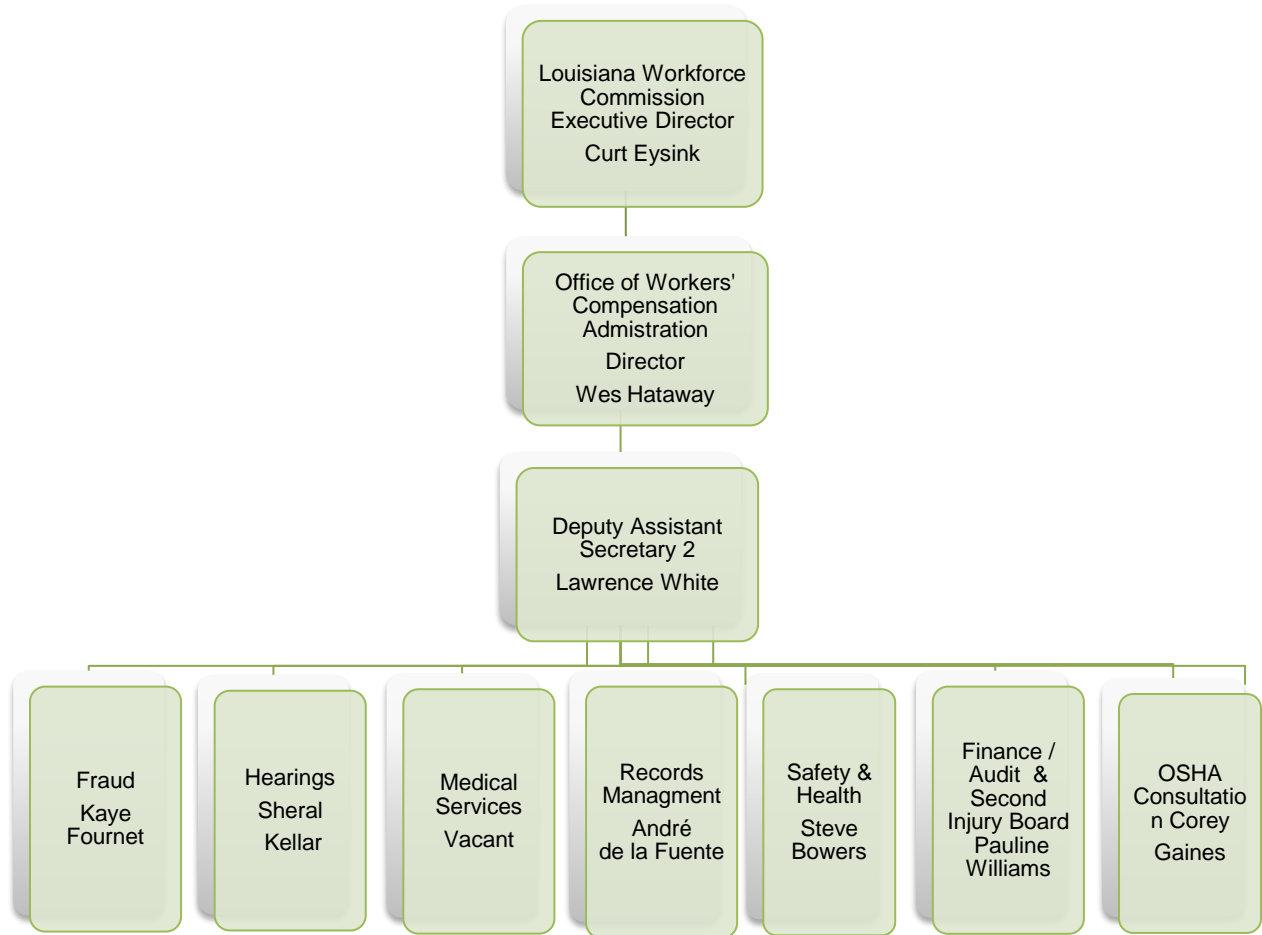 Louisiana Workforce
Commission
Executive Director
Curt Eysink
Office of Workers'
Compensation
Admistration
Director
Wes Hataway
Deputy Assistant
Secretary 2
Lawrence White
Fraud
Kaye
Fournet
Hearings
Sheral
Kellar
Medical
Services
Vacant
Records
Managment
André
de la Fuente
Safety &
Health
Steve
Bowers
Finance /
Audit &
Second
Injury Board
Pauline
Williams
OSHA
Consultatio
n Corey
Gaines